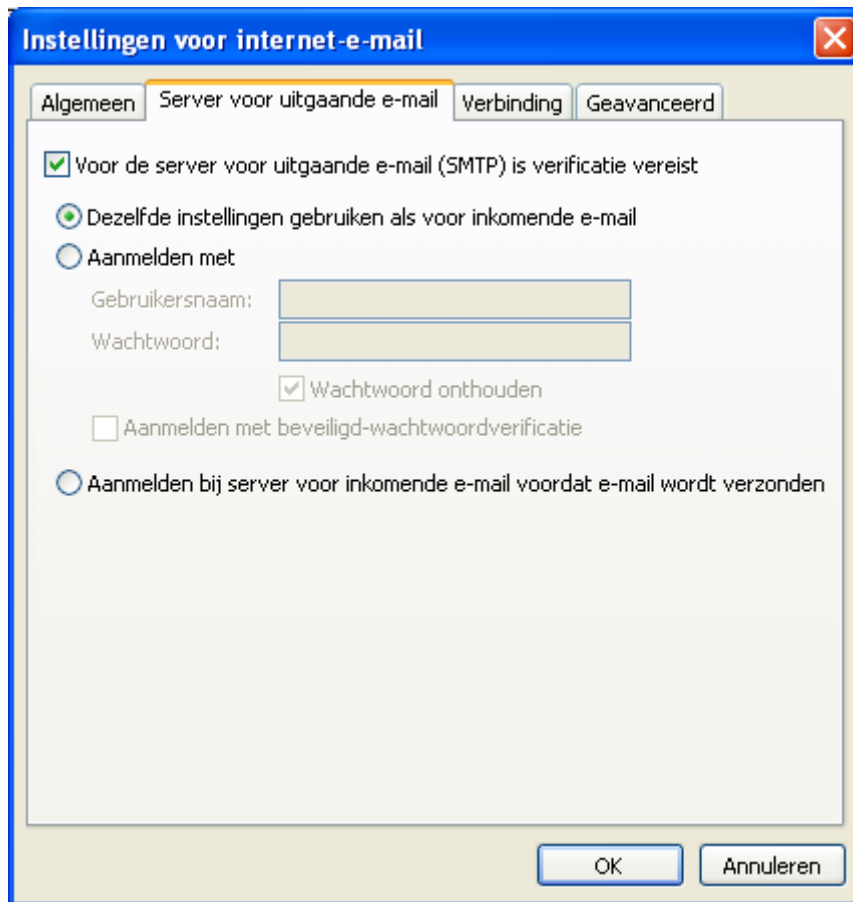 Instellingen voor internet-e-mail
Algemeen Server voor uitgaande e-mail Verbinding Geavanceerd
Voor de server voor uitgaande e-mail (SMTP) is verificatie vereist
Dezelfde instellingen gebruiken als voor inkomende e-mail
Aanmelden met
Gebruikersnaam:
Wachtwoord:
Wachtwoord onthouden
Aanmelden met beveiligd-wachtwoordverificatie
Aanmelden bij server voor inkomende e-mail voordat e-mail wordt verzonden
OK Annuleren